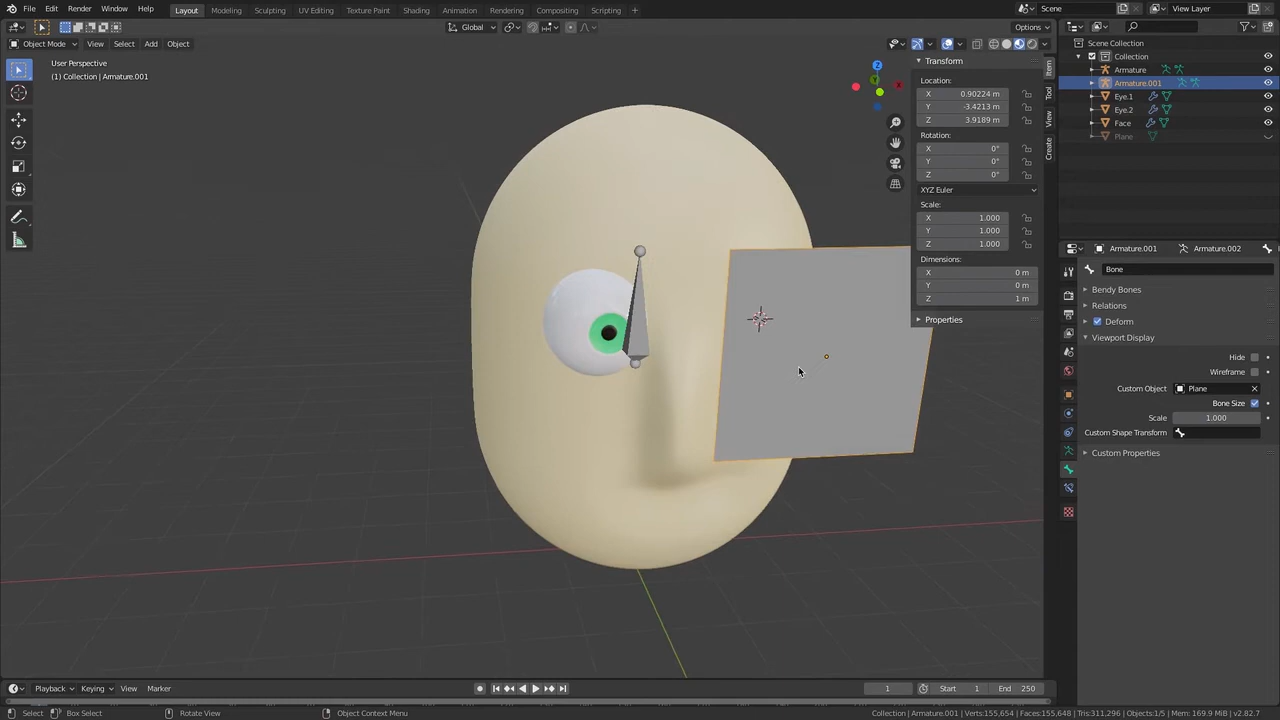 File Edit Render Window Help Layout Modeling Sculpting UV Editing Texture Paint Shading Animation Rendering Compositing Scripting + Scene View Layer
Global Options
Object Mode View Select Add Object
User Perspective
(1) Collection | Armature.001
Transform
Location:
X 0.90224 m
Y -3.4213 m
Z 3.9189 m
Rotation:
X 0°
Y 0°
Z 0°
XYZ Euler
Scale:
X 1.000
Y 1.000
Z 1.000
Dimensions:
X 0 m
Y 0 m
Z 1 m
Properties
Item
Tool
View
Create
Scene Collection
Collection
Armature
Armature.001
Eye.1
Eye.2
Face
Plane
Armature.001 Armature.002 Bone
Bone
Bendy Bones
Relations
Deform
Viewport Display
Hide
Wireframe
Custom Object Plane
Bone Size
Scale 1.000
Custom Shape Transform
Custom Properties
Playback Keying View Marker 1 Start 1 End 250
Select Box Select Rotate View Object Context Menu Collection | Armature.001 | Verts:155,654 | Faces:155,648 | Tris:311,296 | Objects:1/5 | Mem: 169.9 MiB | v2.82.7